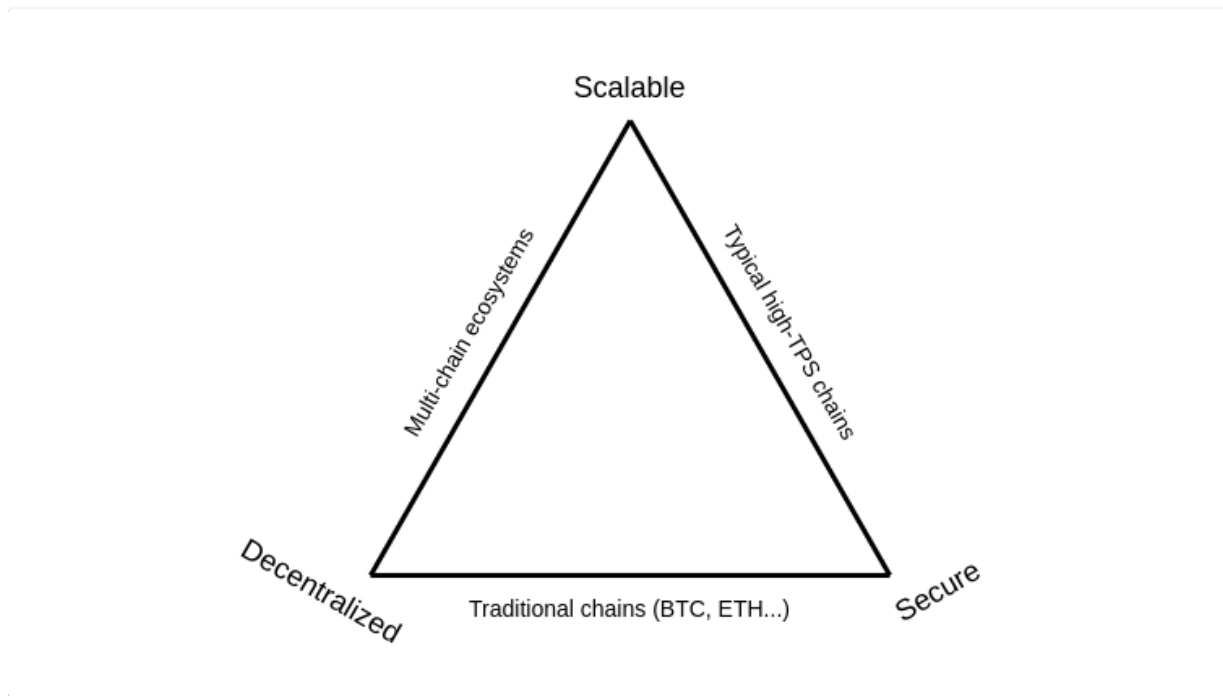 Scalable
Multi-chain ecosystems
Typical high-TPS chains
Decentralized
Secure
Traditional chains (BTC, ETH...)